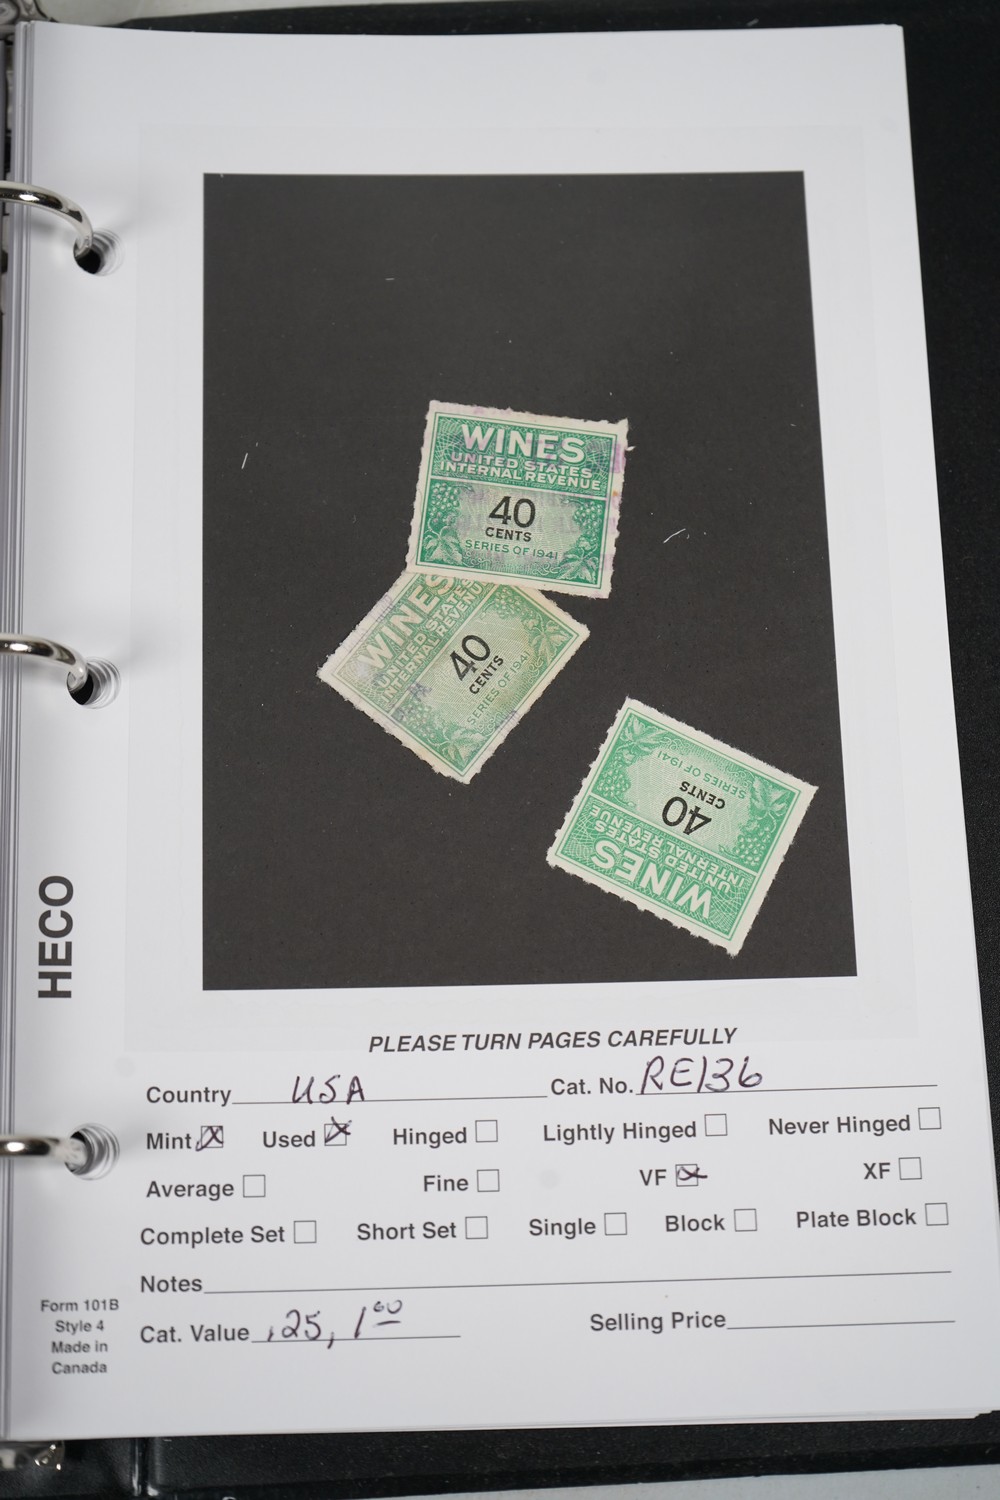 WINES
UNITED STATES
INTERNAL REVENUE
40
CENTS
SERIES OF 1941
WINES
UNITED STATES
INTERNAL REVENUE
40
CENTS
SERIES OF 1941
WINES
UNITED STATES
INTERNAL REVENUE
40
CENTS
SERIES OF 1941
HECO
PLEASE TURN PAGES CAREFULLY
Country USA Cat. No. RE136
Mint Used Hinged Lightly Hinged Never Hinged
Average Fine VF XF
Complete Set Short Set Single Block Plate Block
Notes
Cat. Value .25, 1 60 Selling Price
Form 101B
Style 4
Made in
Canada